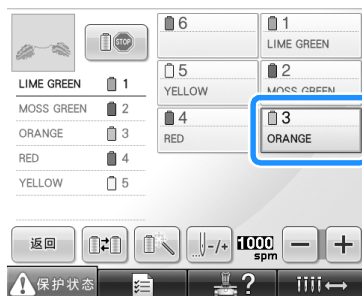 STOP
LIME GREEN 1
MOSS GREEN 2
ORANGE 3
RED 4
YELLOW 5
6
1
LIME GREEN
5
YELLOW
2
MOSS GREEN
4
RED
3
ORANGE
返回
-/+
1000
spm
−
+
保护状态
?